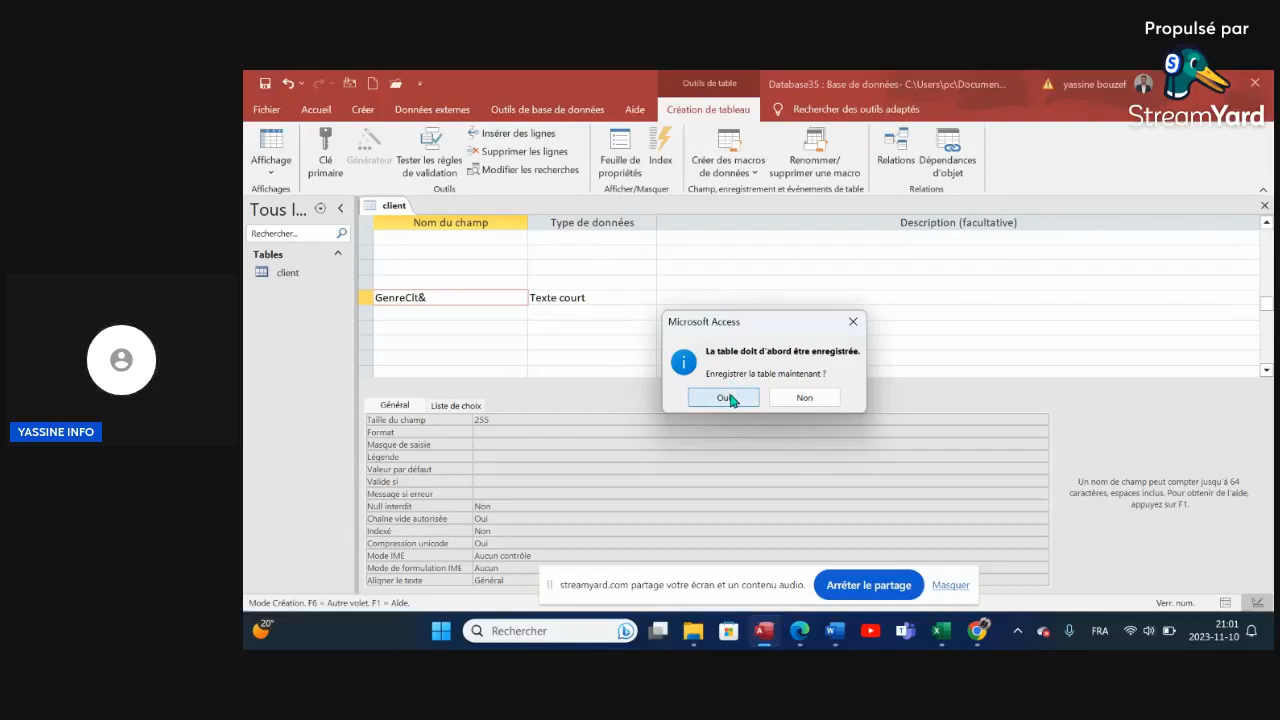 Propulsé par
StreamYard
Outils de table
Database35 : Base de données- C:\Users\pc\Documen...
yassine bouzef
Fichier
Accueil
Créer
Données externes
Outils de base de données
Aide
Création de tableau
Rechercher des outils adaptés
Affichage
Clé primaire
Générateur
Tester les règles de validation
Insérer des lignes
Supprimer les lignes
Modifier les recherches
Feuille de propriétés
Index
Créer des macros de données
Renommer/ supprimer une macro
Relations
Dépendances d'objet
Affichages
Outils
Afficher/Masquer
Champ, enregistrement et événements de table
Relations
Tous l...
client
Rechercher...
Nom du champ
Type de données
Description (facultative)
Tables
client
GenreClt&
Texte court
Microsoft Access
La table doit d'abord être enregistrée.
Enregistrer la table maintenant ?
Non
Général
Liste de choix
Taille du champ
255
Format
Masque de saisie
Légende
Valeur par défaut
Valide si
Message si erreur
Null interdit
Non
Chaîne vide autorisée
Oui
Indexé
Non
Compression unicode
Oui
Mode IME
Aucun contrôle
Mode de formulation IME
Aucun
Aligner le texte
Général
Un nom de champ peut compter jusqu'à 64
caractères, espaces inclus. Pour obtenir de l'aide,
appuyez sur F1.
YASSINE INFO
streamyard.com partage votre écran et un contenu audio.
Arrêter le partage
Masquer
Mode Création. F6 = Autre volet. F1 = Aide.
Verr. num.
20°
Rechercher
FRA
21:01
2023-11-10